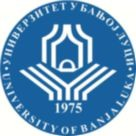 • УНИВЕРЗИТЕТ У БАЊОЈ ЛУЦИ •
UNIVERSITY OF BANJA LUKA
1975